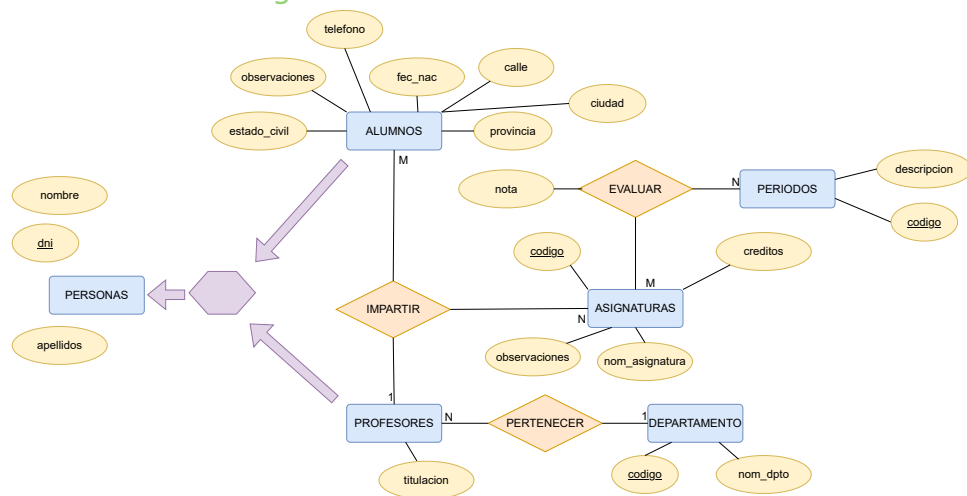 telefono
observaciones
fec_nac
calle
ciudad
estado_civil
ALUMNOS
provincia
M
nombre
nota
EVALUAR
N
PERIODOS
descripcion
codigo
dni
codigo
creditos
PERSONAS
M
IMPARTIR
ASIGNATURAS
N
apellidos
observaciones
nom_asignatura
1
PROFESORES
N
PERTENECER
1
DEPARTAMENTO
titulacion
codigo
nom_dpto